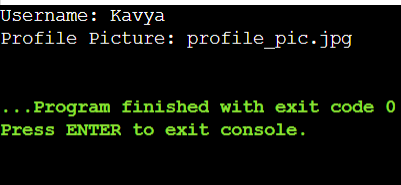 Username: Kavya
Profile Picture: profile_pic.jpg
...Program finished with exit code 0
Press ENTER to exit console.